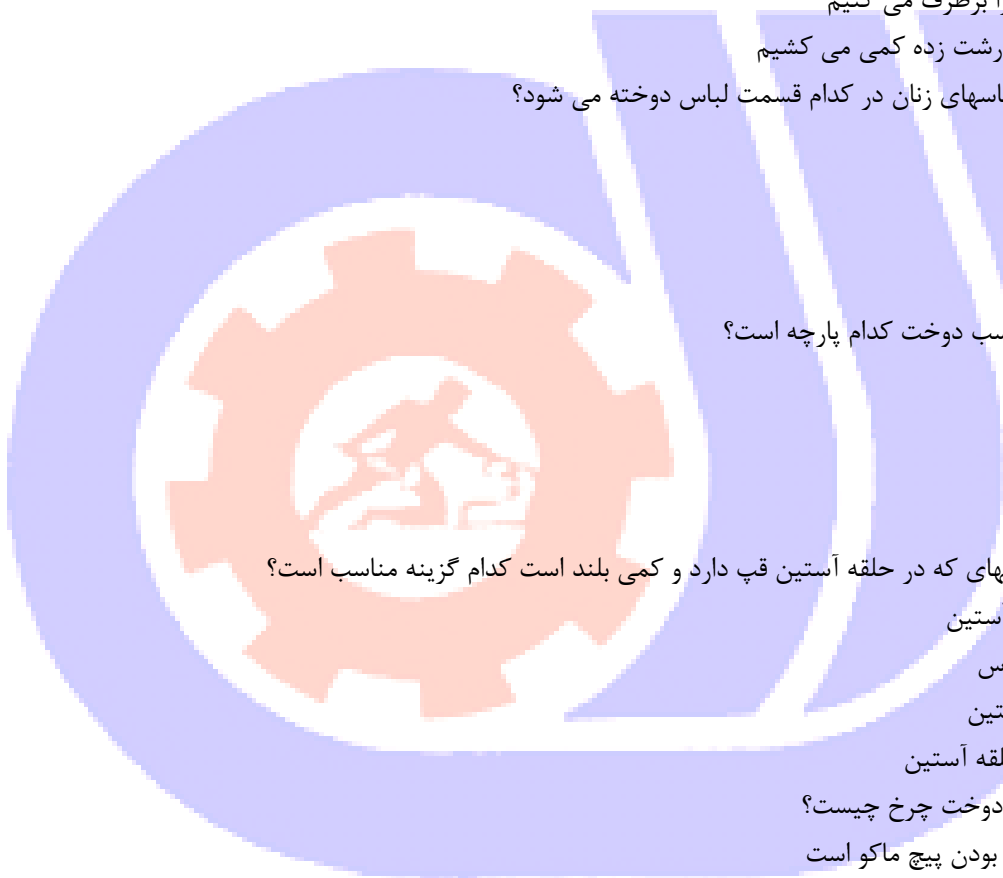 را برطرف می کنیم
رشت زده کمی می کشیم
اسهای زنان در کدام قسمت لباس دوخته می شود؟
سب دوخت کدام پارچه است؟
های که در حلقه آستین قپ دارد و کمی بلند است کدام گزینه مناسب است؟
ستین
س
تین
لقه آستین
دوخت چرخ چیست؟
بودن پیچ ماکو است